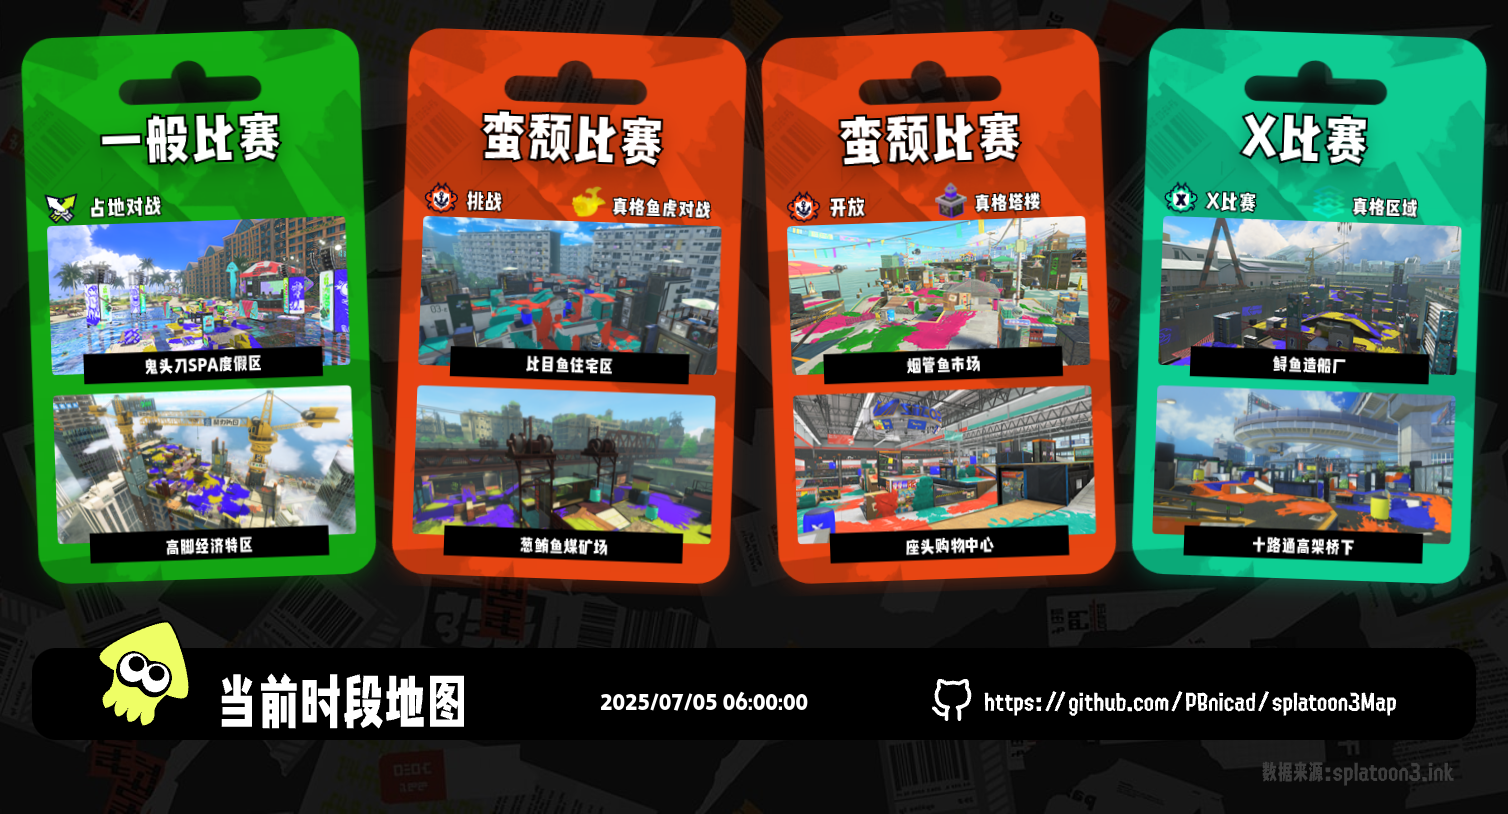 一般比赛
占地对战
鬼头刀SPA度假区
高脚经济特区
蛮颓比赛
挑战
真格鱼虎对战
比目鱼住宅区
葱鲔鱼煤矿场
蛮颓比赛
开放
真格塔楼
烟管鱼市场
座头购物中心
X比赛
X比赛
真格区域
鲟鱼造船厂
十路通高架桥下
当前时段地图
2025/07/05 06:00:00
https://github.com/PBnicad/splatoon3Map
数据来源:splatoon3.ink